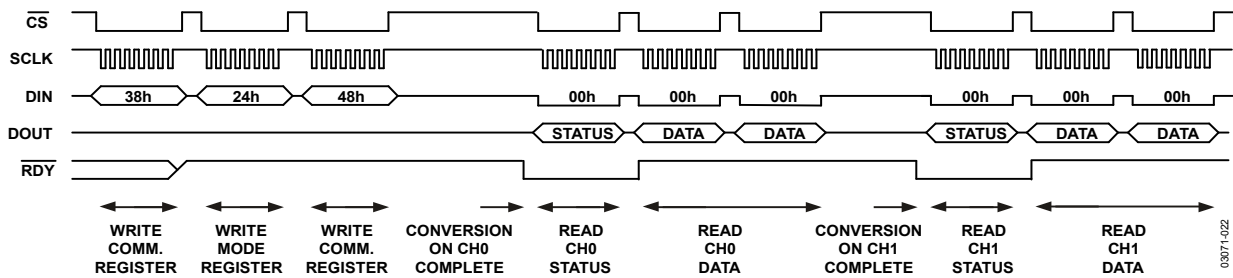 CS
SCLK
DIN 38h 24h 48h 00h 00h 00h 00h 00h 00h
DOUT STATUS DATA DATA STATUS DATA DATA
RDY
WRITE COMM. REGISTER
WRITE MODE REGISTER
WRITE COMM. REGISTER
CONVERSION ON CH0 COMPLETE
READ CH0 STATUS
READ CH0 DATA
CONVERSION ON CH1 COMPLETE
READ CH1 STATUS
READ CH1 DATA
03071-022